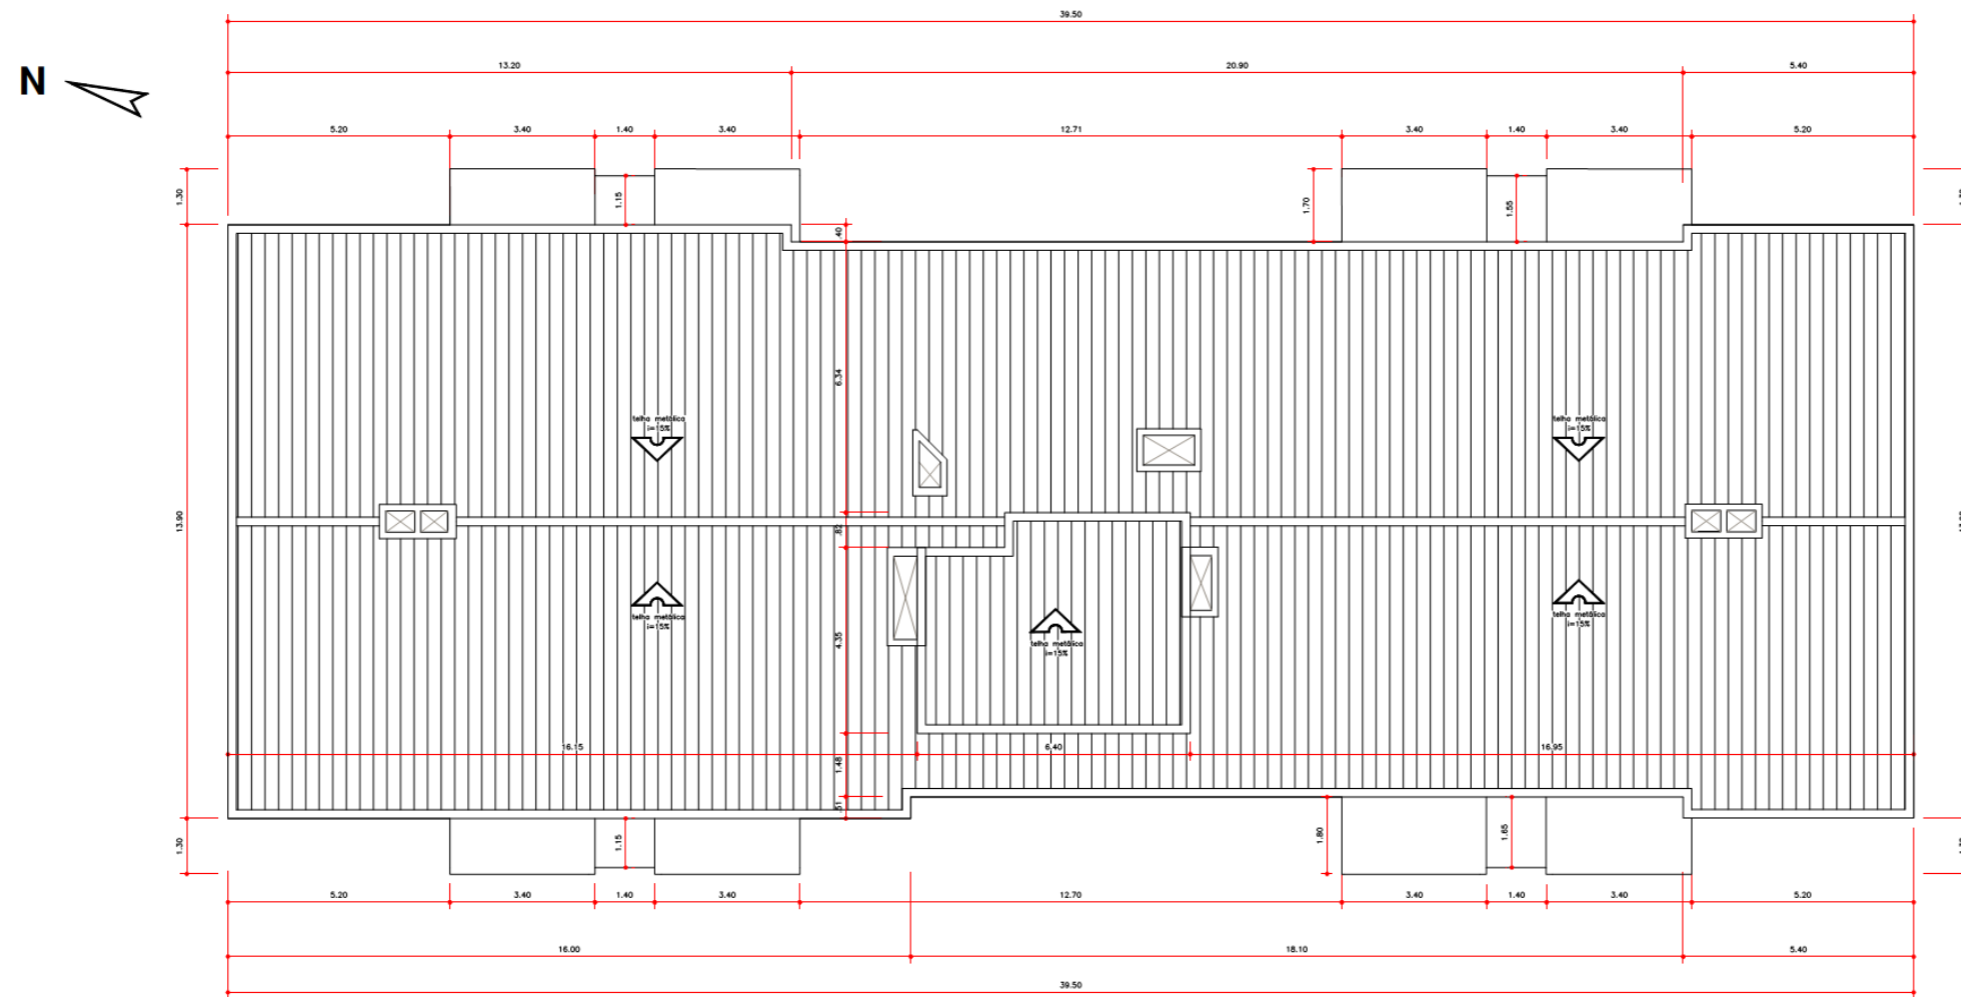 39.50
13.20 20.90 5.40
N
5.20 3.40 1.40 3.40 12.71 3.40 1.40 3.40 5.20
1.30 1.15 1.70 1.55
.40
6.34
telha metálica
i=15%
telha metálica
i=15%
13.90
.82
telha metálica
i=15%
telha metálica
i=15%
telha metálica
i=15%
4.35
16.15 6.40 16.95
1.48
.51
1.30 1.15 1.80 1.65
5.20 3.40 1.40 3.40 12.70 3.40 1.40 3.40 5.20
16.00 18.10 5.40
39.50